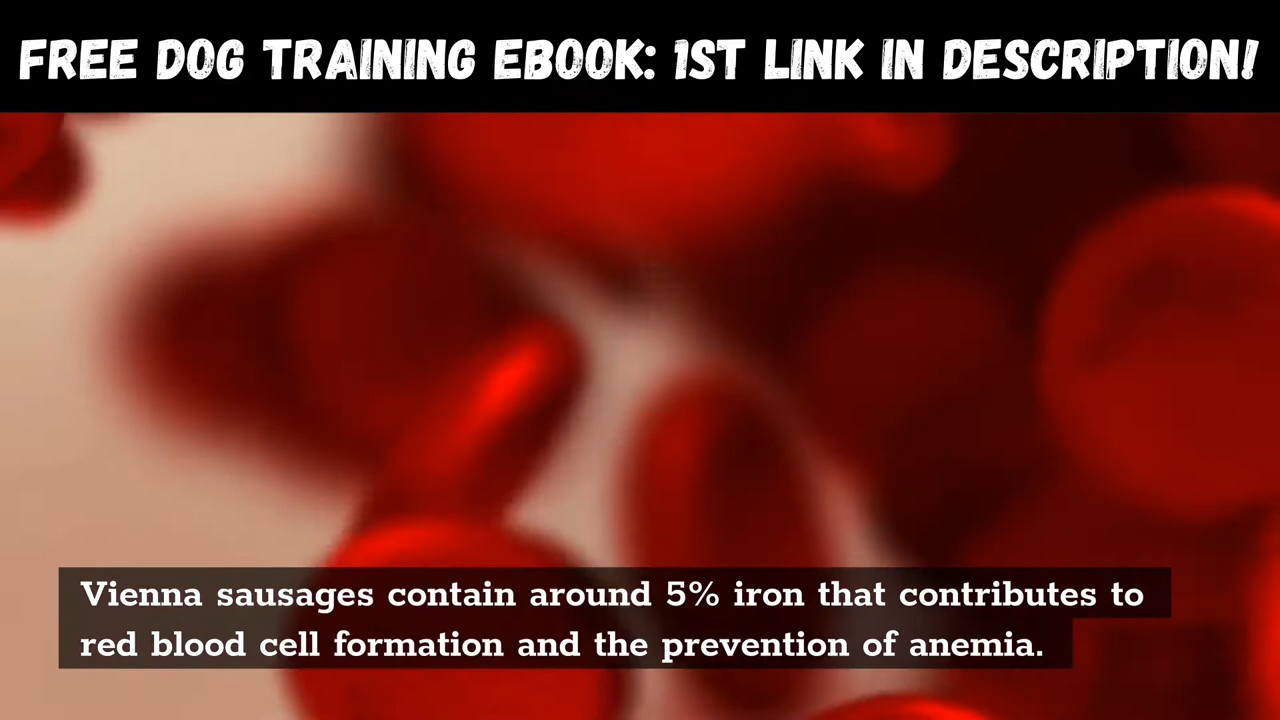 FREE DOG TRAINING EBOOK: 1ST LINK IN DESCRIPTION!
Vienna sausages contain around 5% iron that contributes to
red blood cell formation and the prevention of anemia.